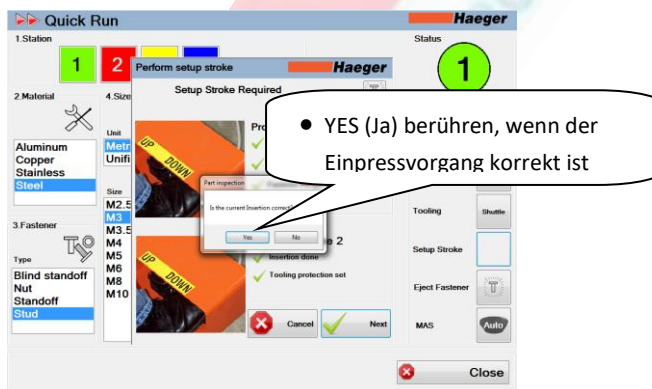 Quick Run
Haeger
1.Station
Status
1
2
1
Perform setup stroke
Haeger
Setup Stroke Required
2.Material
4.Size
• YES (Ja) berühren, wenn der
Einpressvorgang korrekt ist
Aluminum
Copper
Stainless
Steel
Unit
Metr
Unifi
UP
DOWN
Part inspection
Is the current Insertion correct
Yes
No
Size
M2.5
M3
M3.5
M4
M5
M6
M8
M10
3.Fastener
Type
Blind standoff
Nut
Standoff
Stud
UP
DOWN
e 2
Insertion done
Tooling protection set
Cancel
Next
Tooling
Shuttle
Setup Stroke
Eject Fastener
MAS
Auto
Close